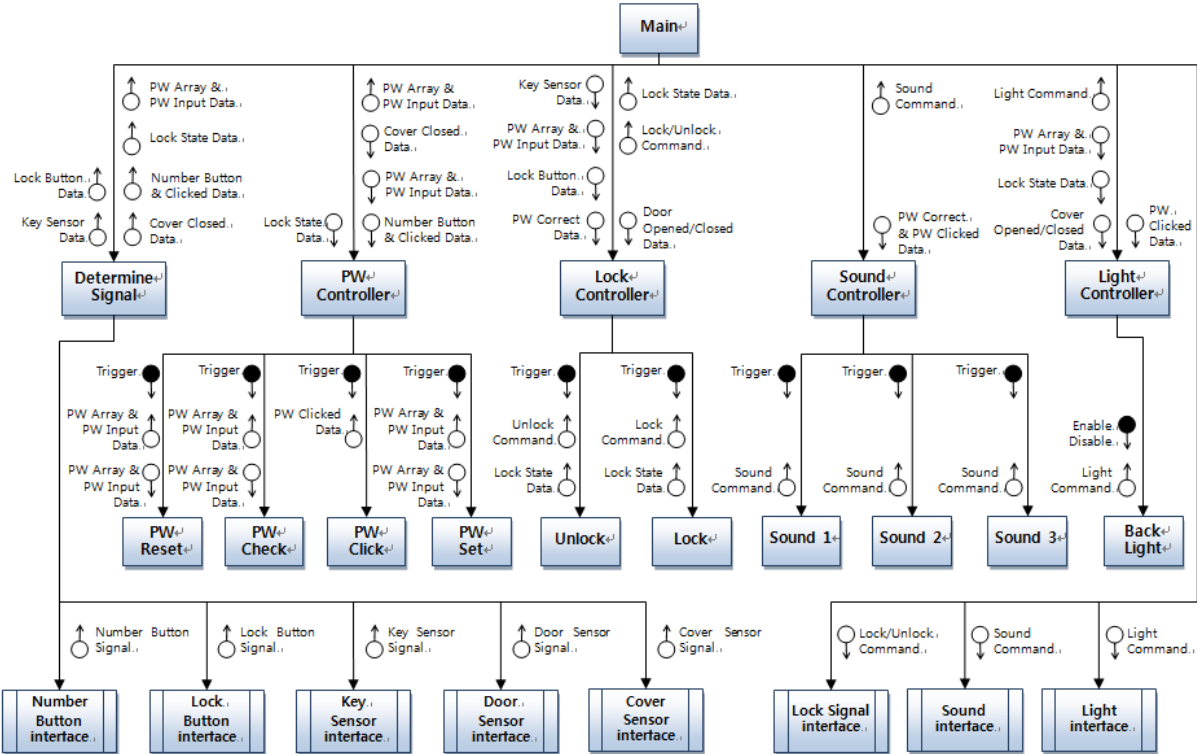 Main
PW Array &
PW Input Data.
Lock State Data.
Lock Button.
Data.
Number Button
& Clicked Data.
Key Sensor
Data.
Cover Closed.
Data.
PW Array &
PW Input Data.
Cover Closed.
Data.
PW Array &.
PW Input Data.
Lock State.
Data.
Number Button
& Clicked Data.
Key Sensor
Data.
Lock State Data.
PW Array &.
PW Input Data.
Lock/Unlock.
Command.
Lock Button
Data.
PW Correct
Data.
Door
Opened/Closed
Data.
Sound
Command.
PW Correct.
& PW Clicked
Data.
Light Command.
PW Array &.
PW Input Data.
Lock State Data.
Cover
Opened/Closed
Data.
PW.
Clicked
Data.
Determine
Signal
PW
Controller
Lock
Controller
Sound
Controller
Light
Controller
Trigger.
PW Array &
PW Input
Data.
PW Array &
PW Input
Data.
Trigger.
PW Array &
PW Input
Data.
PW Array &
PW Input
Data.
Trigger.
PW Clicked
Data.
Trigger.
PW Array &
PW Input
Data.
PW Array &
PW Input
Data.
Trigger.
Unlock
Command.
Lock State
Data.
Trigger.
Lock
Command.
Lock State
Data.
Trigger.
Sound
Command.
Trigger.
Sound
Command.
Trigger.
Sound
Command.
Enable.
Disable.
Light
Command.
PW
Reset
PW
Check
PW
Click
PW
Set
Unlock
Lock
Sound 1
Sound 2
Sound 3
Back
Light
Number Button
Signal.
Lock Button
Signal.
Key Sensor
Signal.
Door Sensor
Signal.
Cover Sensor
Signal.
Lock/Unlock.
Command.
Sound
Command.
Light
Command.
Number
Button
interface.
Lock.
Button
interface.
Key.
Sensor
interface.
Door.
Sensor
interface.
Cover
Sensor
interface.
Lock Signal
interface.
Sound
interface.
Light
interface.